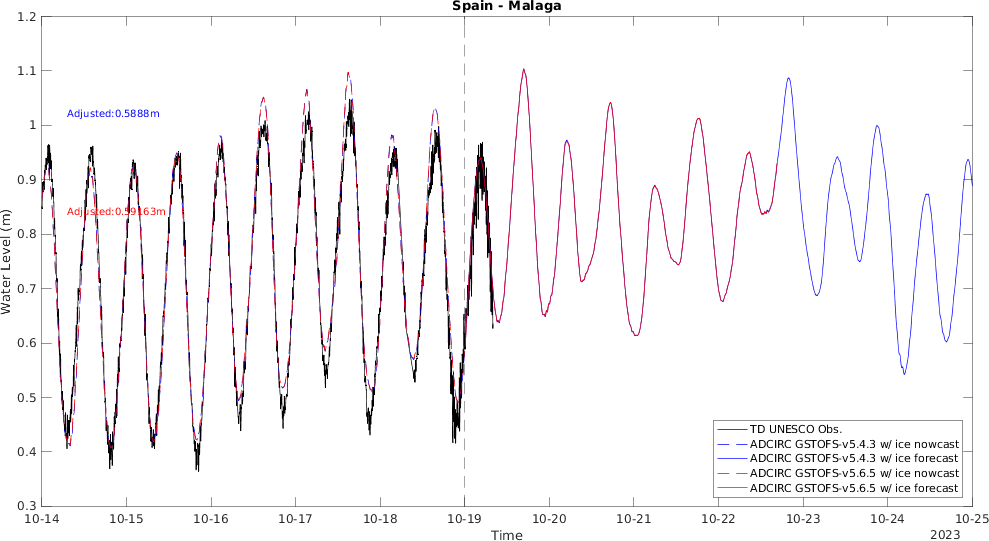 Spain - Malaga
1.2
1.1
1
0.9
0.8
0.7
0.6
0.5
0.4
0.3
Water Level (m)
Adjusted:0.5888m
Adjusted:0.59163m
TD UNESCO Obs.
ADCIRC GSTOFS-v5.4.3 w/ ice nowcast
ADCIRC GSTOFS-v5.4.3 w/ ice forecast
ADCIRC GSTOFS-v5.6.5 w/ ice nowcast
ADCIRC GSTOFS-v5.6.5 w/ ice forecast
10-14 10-15 10-16 10-17 10-18 10-19 10-20 10-21 10-22 10-23 10-24 10-25
Time
2023